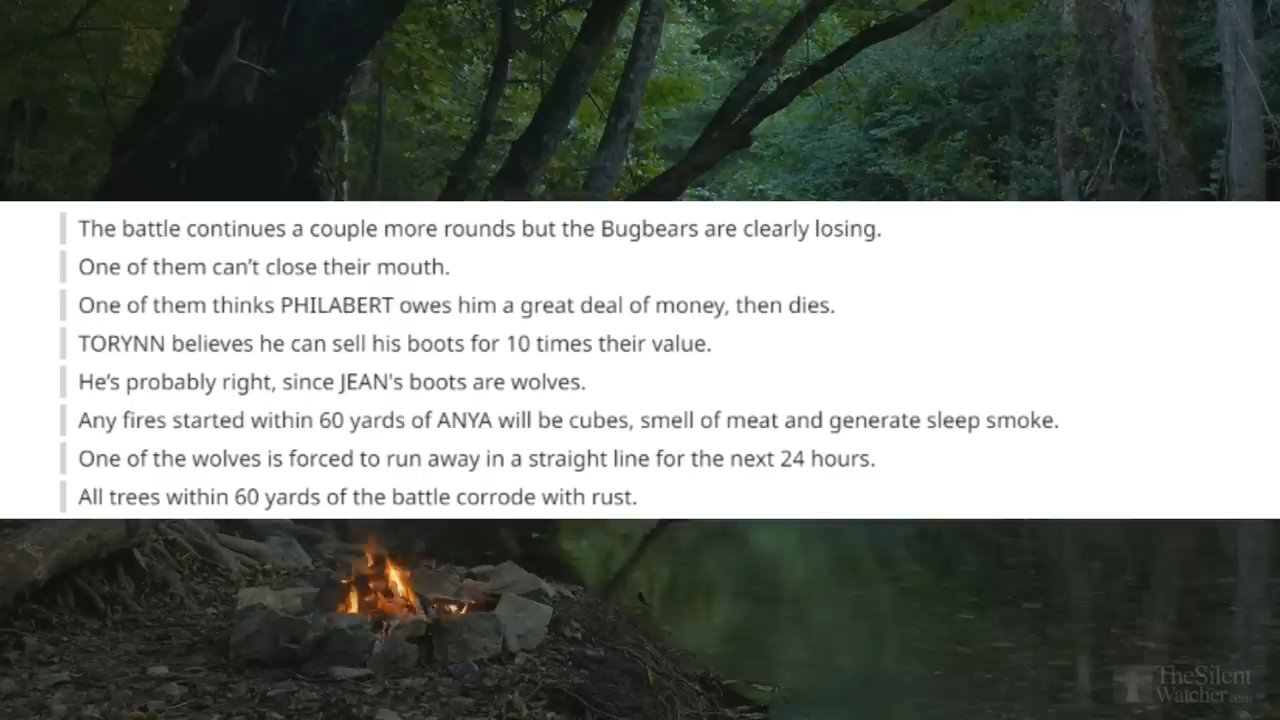 The battle continues a couple more rounds but the Bugbears are clearly losing.
One of them can't close their mouth.
One of them thinks PHILABERT owes him a great deal of money, then dies.
TORYNN believes he can sell his boots for 10 times their value.
He's probably right, since JEAN's boots are wolves.
Any fires started within 60 yards of ANYA will be cubes, smell of meat and generate sleep smoke.
One of the wolves is forced to run away in a straight line for the next 24 hours.
All trees within 60 yards of the battle corrode with rust.
TheSilent
Watcher.com